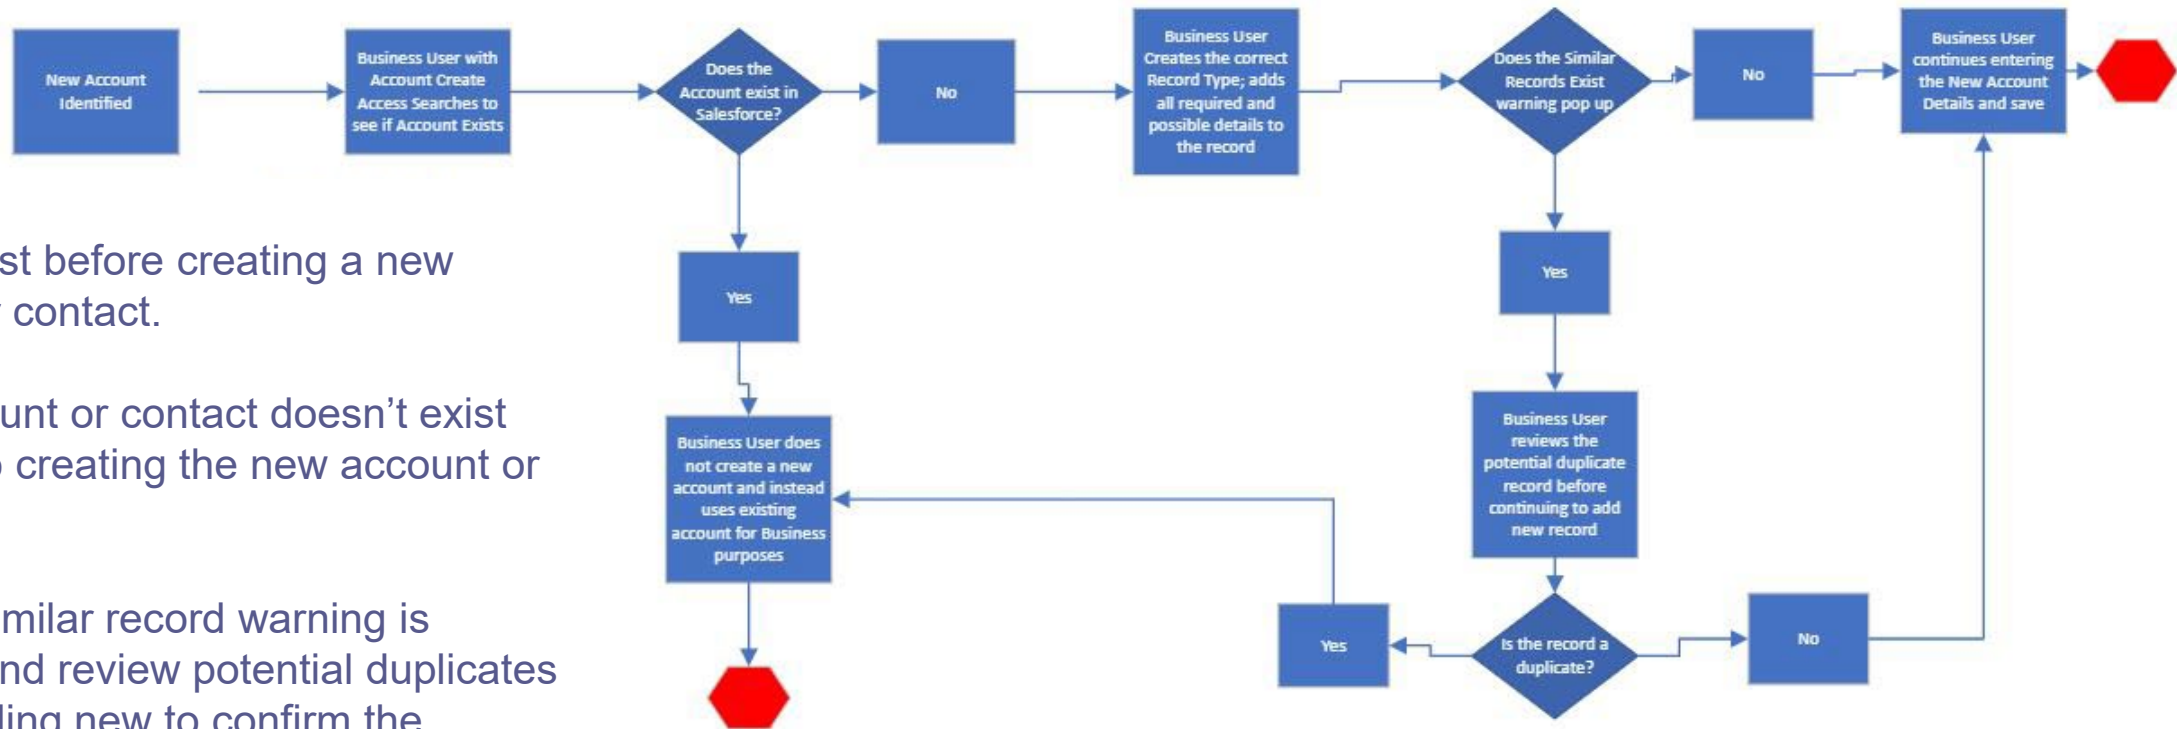 New Account
Identified
Business User with
Account Create
Access Searches to
see if Account Exists
Does the
Account exist in
Salesforce?
No
Business User
Creates the correct
Record Type; adds
all required and
possible details to
the record
Does the Similar
Records Exist
warning pop up
No
Business User
continues entering
the New Account
Details and save
Yes
Yes
Business User does
not create a new
account and instead
uses existing
account for Business
purposes
Business User
reviews the
potential duplicate
record before
continuing to add
new record
Yes
Is the record a
duplicate?
No
before creating a new
contact.
or contact doesn't exist
creating the new account or
record warning is
review potential duplicates
new to confirm the